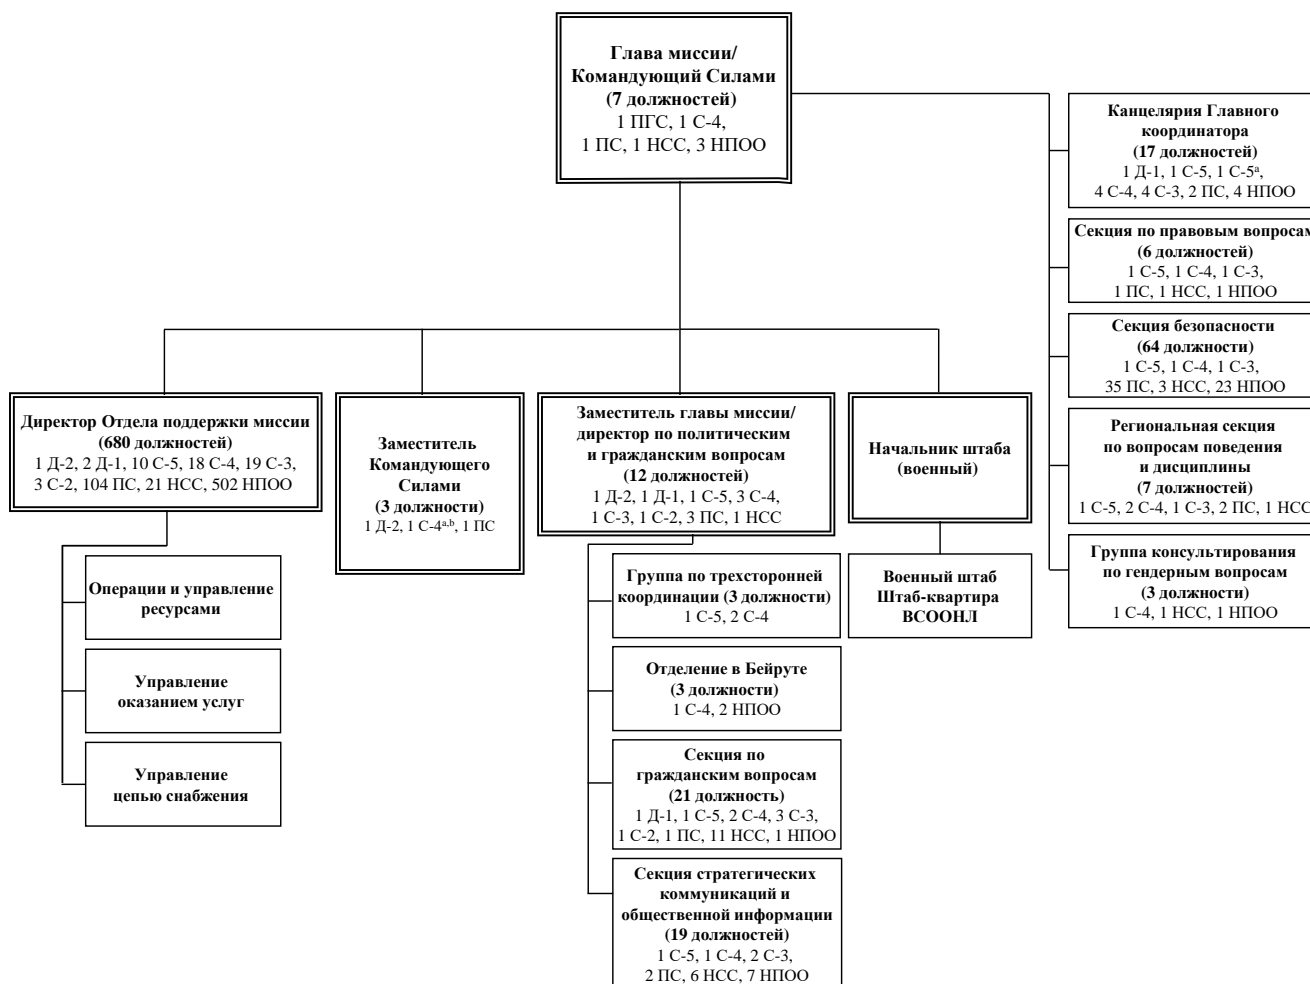 Глава миссии/
Командующий Силами
(7 должностей)
1 ПГС, 1 С-4,
1 ПС, 1 НСС, 3 НПОО
Канцелярия Главного
координатора
(17 должностей)
1 Д-1, 1 С-5, 1 С-5ᵃ,
4 С-4, 4 С-3, 2 ПС, 4 НПОО
Секция по правовым вопросам
(6 должностей)
1 С-5, 1 С-4, 1 С-3,
1 ПС, 1 НСС, 1 НПОО
Секция безопасности
(64 должности)
1 С-5, 1 С-4, 1 С-3,
35 ПС, 3 НСС, 23 НПОО
Региональная секция
по вопросам поведения
и дисциплины
(7 должностей)
1 С-5, 2 С-4, 1 С-3, 2 ПС, 1 НСС
Группа консультирования
по гендерным вопросам
(3 должности)
1 С-4, 1 НСС, 1 НПОО
Директор Отдела поддержки миссии
(680 должностей)
1 Д-2, 2 Д-1, 10 С-5, 18 С-4, 19 С-3,
3 С-2, 104 ПС, 21 НСС, 502 НПОО
Операции и управление
ресурсами
Управление
оказанием услуг
Управление
цепью снабжения
Заместитель
Командующего
Силами
(3 должности)
1 Д-2, 1 С-4ᵃ,ᵇ, 1 ПС
Заместитель главы миссии/
директор по политическим
и гражданским вопросам
(12 должностей)
1 Д-2, 1 Д-1, 1 С-5, 3 С-4,
1 С-3, 1 С-2, 3 ПС, 1 НСС
Группа по трехсторонней
координации (3 должности)
1 С-5, 2 С-4
Отделение в Бейруте
(3 должности)
1 С-4, 2 НПОО
Секция по
гражданским вопросам
(21 должность)
1 Д-1, 1 С-5, 2 С-4, 3 С-3,
1 С-2, 1 ПС, 11 НСС, 1 НПОО
Секция стратегических
коммуникаций и
общественной информации
(19 должностей)
1 С-5, 1 С-4, 2 С-3,
2 ПС, 6 НСС, 7 НПОО
Начальник штаба
(военный)
Военный штаб
Штаб-квартира
ВСООНЛ